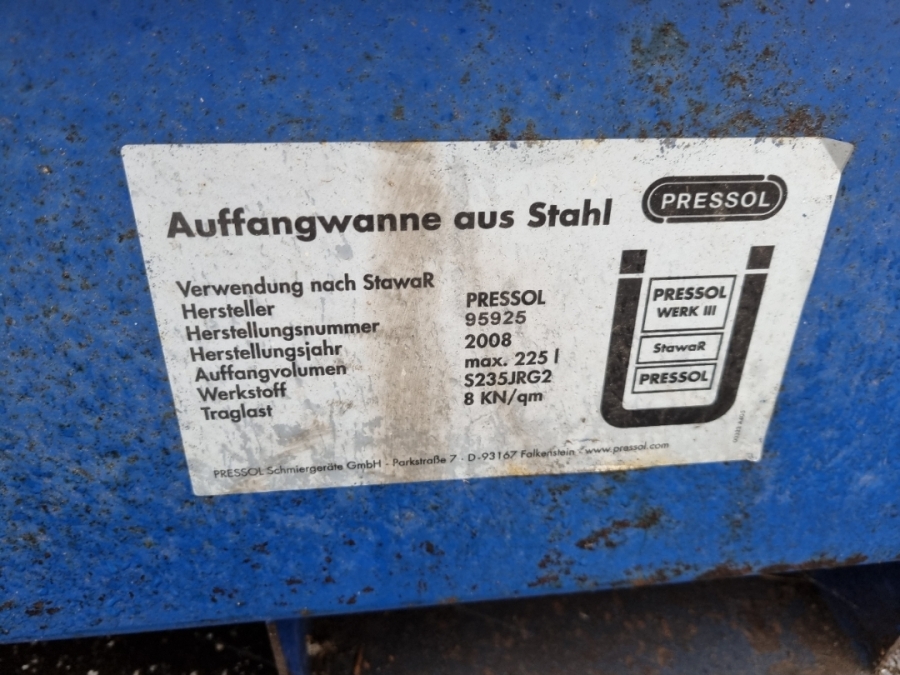 Auffangwanne aus Stahl
PRESSOL
Verwendung nach StawaR
Hersteller PRESSOL
Herstellungsnummer 95925
Herstellungsjahr 2008
Auffangvolumen max. 225 l
Werkstoff S235JRG2
Traglast 8 KN/qm
PRESSOL
WERK III
StawaR
PRESSOL
PRESSOL Schmiergeräte GmbH · Parkstraße 7 · D-93167 Falkenstein · www.pressol.com